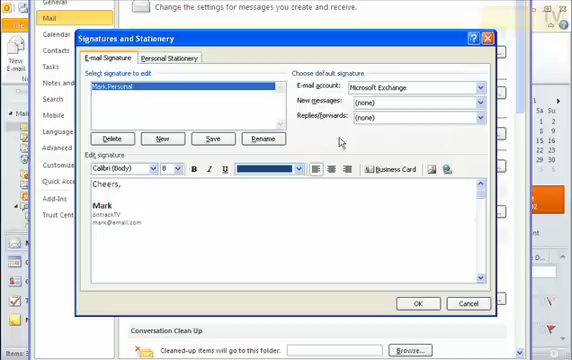 General
Change the settings for messages you create and receive.
Mail
Calendar
Contacts
Tasks
Notes and
Search
Mobile
Language
Advanced
Customize
Quick Acce
Add-Ins
Trust Cent
New
E-mail
Signatures and Stationery
E-mail Signature
Personal Stationery
Select signature to edit
Mark.Personal
Delete
New
Save
Rename
Choose default signature
E-mail account:
Microsoft Exchange
New messages:
(none)
Replies/forwards:
(none)
Edit signature
Calibri (Body)
8
B
I
U
Business Card
Cheers,
Mark
ontrackTV
mark@email.com
OK
Cancel
Conversation Clean Up
Cleaned-up items will go to this folder:
Browse...